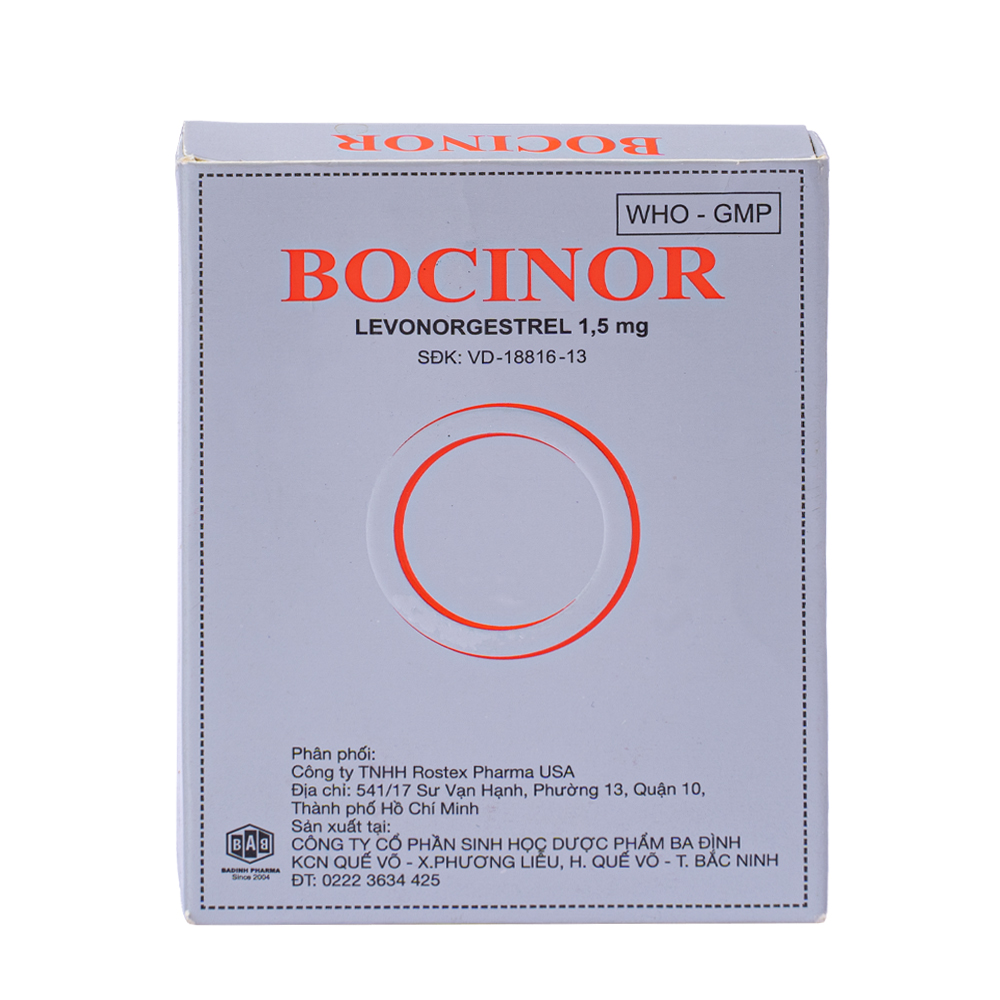 BOCINOR
WHO - GMP
BOCINOR
LEVONORGESTREL 1,5 mg
SĐK: VD-18816-13
Phân phối:
Công ty TNHH Rostex Pharma USA
Địa chỉ: 541/17 Sư Vạn Hạnh, Phường 13, Quận 10,
Thành phố Hồ Chí Minh
Sản xuất tại:
CÔNG TY CỔ PHẦN SINH HỌC DƯỢC PHẨM BA ĐÌNH
KCN QUẾ VÕ - X.PHƯƠNG LIỄU, H. QUẾ VÕ - T. BẮC NINH
ĐT: 0222 3634 425
BAB
BADINH PHARMA
Since 2004